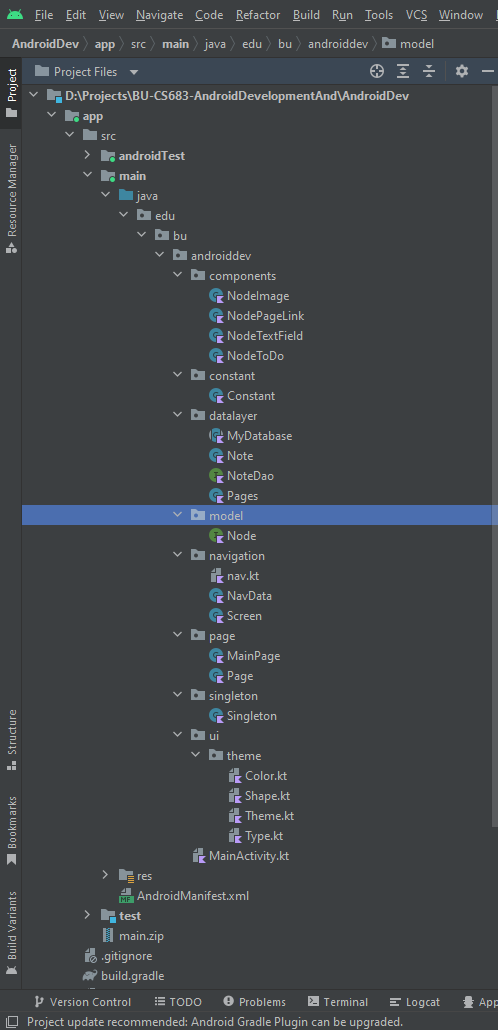 File Edit View Navigate Code Refactor Build Run Tools VCS Window
AndroidDev app src main java edu bu androiddev model
Project Files
D:\Projects\BU-CS683-AndroidDevelopmentAnd\AndroidDev
app
src
androidTest
main
java
edu
bu
androiddev
components
NodeImage
NodePageLink
NodeTextField
NodeToDo
constant
Constant
datalayer
MyDatabase
Note
NoteDao
Pages
model
Node
navigation
nav.kt
NavData
Screen
page
MainPage
Page
singleton
Singleton
ui
theme
Color.kt
Shape.kt
Theme.kt
Type.kt
MainActivity.kt
res
MF
AndroidManifest.xml
test
main.zip
.gitignore
build.gradle
Project
Resource Manager
Structure
Bookmarks
Build Variants
Version Control TODO Problems Terminal Logcat App
Project update recommended: Android Gradle Plugin can be upgraded.